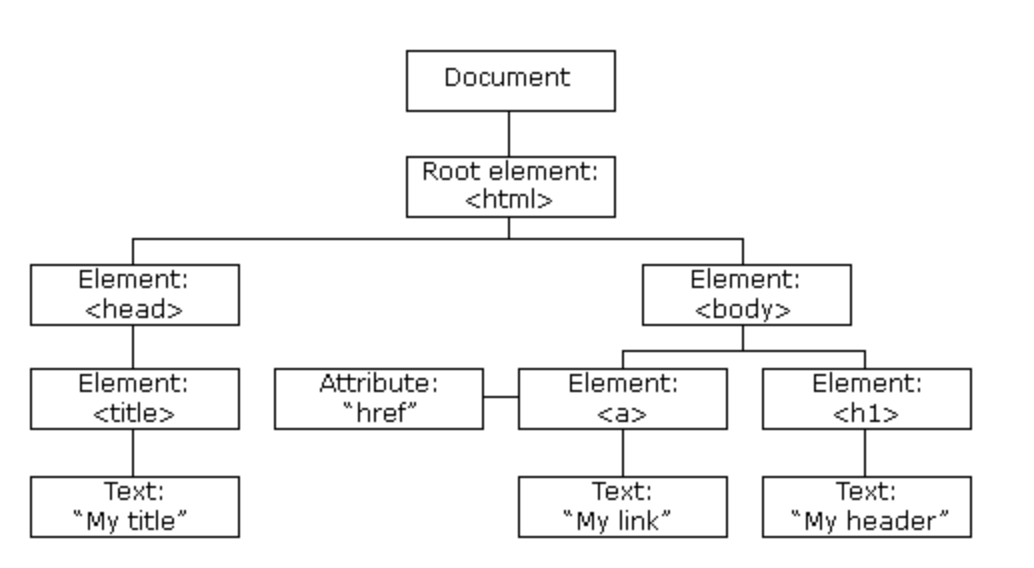 Document
Root element:
<html>
Element:
<head>
Element:
<body>
Element:
<title>
Attribute:
“href”
Element:
<a>
Element:
<h1>
Text:
“My title”
Text:
“My link”
Text:
“My header”